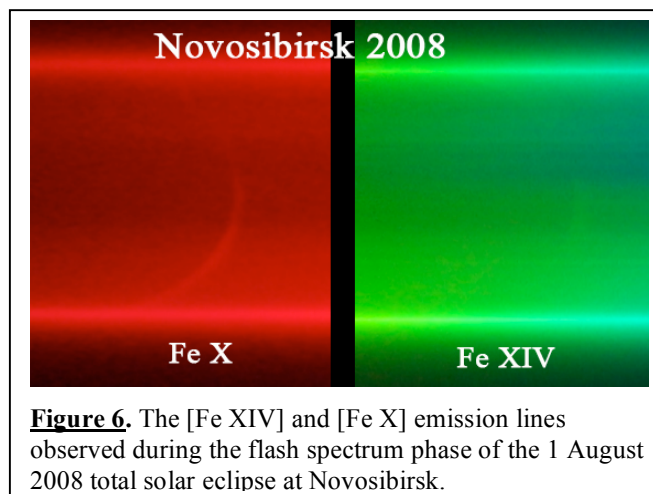 Novosibirsk 2008
Fe X
Fe XIV
Figure 6. The [Fe XIV] and [Fe X] emission lines
observed during the flash spectrum phase of the 1 August
2008 total solar eclipse at Novosibirsk.